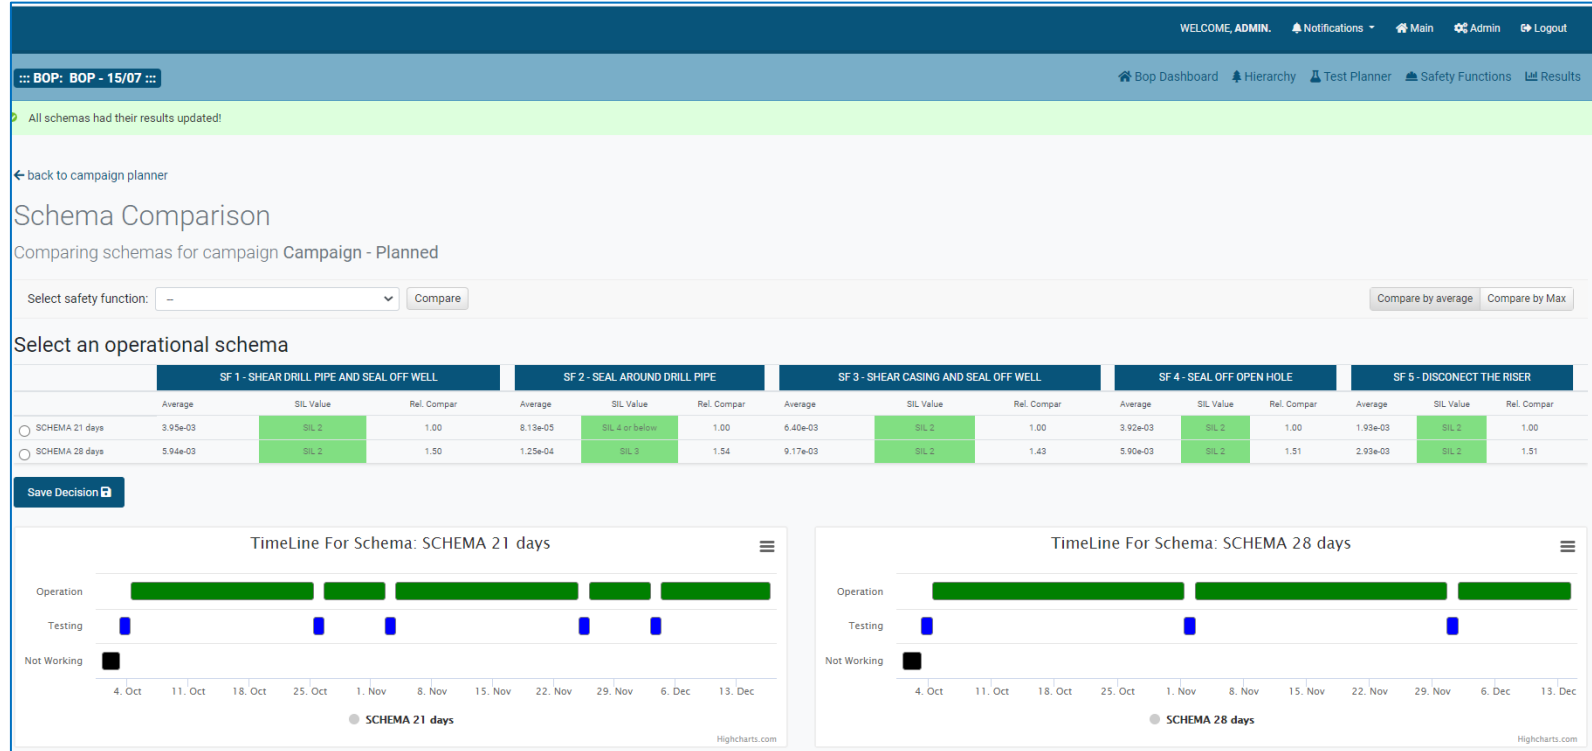 WELCOME, ADMIN. Notifications Main Admin Logout
::: BOP: BOP - 15/07 :::
Bop Dashboard Hierarchy Test Planner Safety Functions Results
All schemas had their results updated!
back to campaign planner
Schema Comparison
Comparing schemas for campaign Campaign - Planned
Select safety function: -- Compare Compare by average Compare by Max
Select an operational schema
SF 1 - SHEAR DRILL PIPE AND SEAL OFF WELL SF 2 - SEAL AROUND DRILL PIPE SF 3 - SHEAR CASING AND SEAL OFF WELL SF 4 - SEAL OFF OPEN HOLE SF 5 - DISCONECT THE RISER
Average SIL Value Rel. Compar Average SIL Value Rel. Compar Average SIL Value Rel. Compar Average SIL Value Rel. Compar Average SIL Value Rel. Compar
SCHEMA 21 days 3.95e-03 SIL 2 1.00 8.13e-05 SIL 4 or below 1.00 6.40e-03 SIL 2 1.00 3.92e-03 SIL 2 1.00 1.93e-03 SIL 2 1.00
SCHEMA 28 days 5.94e-03 SIL 2 1.50 1.25e-04 SIL 3 1.54 9.17e-03 SIL 2 1.43 5.90e-03 SIL 2 1.51 2.93e-03 SIL 2 1.51
Save Decision
TimeLine For Schema: SCHEMA 21 days
Operation
Testing
Not Working
4. Oct 11. Oct 18. Oct 25. Oct 1. Nov 8. Nov 15. Nov 22. Nov 29. Nov 6. Dec 13. Dec
SCHEMA 21 days
Highcharts.com
TimeLine For Schema: SCHEMA 28 days
Operation
Testing
Not Working
4. Oct 11. Oct 18. Oct 25. Oct 1. Nov 8. Nov 15. Nov 22. Nov 29. Nov 6. Dec 13. Dec
SCHEMA 28 days
Highcharts.com